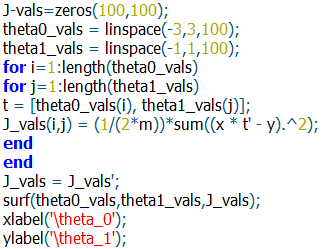 J-vals=zeros(100,100);
theta0_vals = linspace(-3,3,100);
theta1_vals = linspace(-1,1,100);
for i=1:length(theta0_vals)
for j=1:length(theta1_vals)
t = [theta0_vals(i), theta1_vals(j)];
J_vals(i,j) = (1/(2*m))*sum((x * t' - y).^2);
end
end
J_vals = J_vals';
surf(theta0_vals,theta1_vals,J_vals);
xlabel('\theta_0');
ylabel('\theta_1');